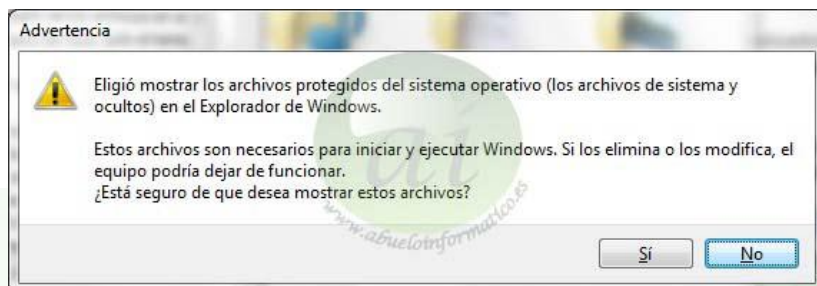 Advertencia
Eligió mostrar los archivos protegidos del sistema operativo (los archivos de sistema y
ocultos) en el Explorador de Windows.
Estos archivos son necesarios para iniciar y ejecutar Windows. Si los elimina o los modifica, el
equipo podría dejar de funcionar.
¿Está seguro de que desea mostrar estos archivos?
ai
www.abueloinformatico.es
Sí No